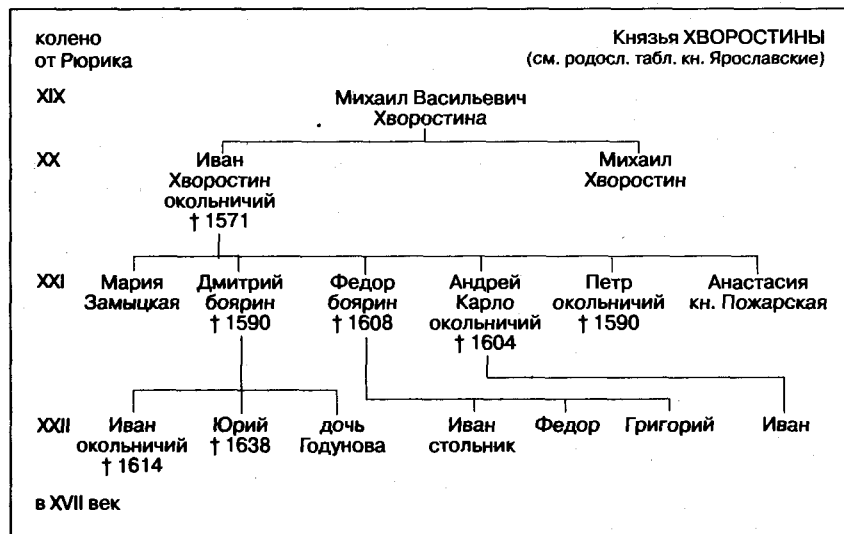 колено
от Рюрика
Князья ХВОРОСТИНЫ
(см. родосл. табл. кн. Ярославские)
XIX
Михаил Васильевич
Хворостина
XX
Иван
Хворостин
окольничий
† 1571
Михаил
Хворостин
XXI
Мария
Замыцкая
Дмитрий
боярин
† 1590
Федор
боярин
† 1608
Андрей
Карло
окольничий
† 1604
Петр
окольничий
† 1590
Анастасия
кн. Пожарская
XXII
Иван
окольничий
† 1614
Юрий
† 1638
дочь
Годунова
Иван
стольник
Федор
Григорий
Иван
в XVII век